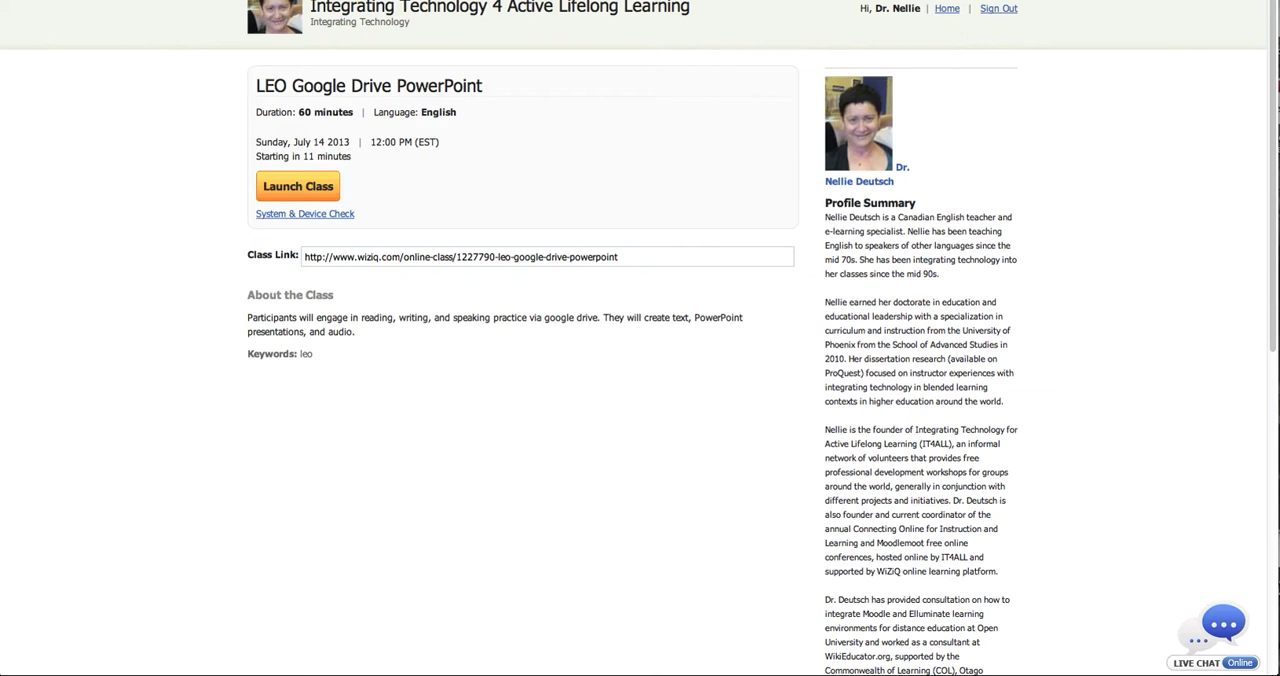 Integrating Technology 4 Active Lifelong Learning
Integrating Technology
Hi, Dr. Nellie | Home | Sign Out
LEO Google Drive PowerPoint
Duration: 60 minutes | Language: English
Sunday, July 14 2013 | 12:00 PM (EST)
Starting in 11 minutes
Launch Class
System & Device Check
Class Link: http://www.wiziq.com/online-class/1227790-leo-google-drive-powerpoint
About the Class
Participants will engage in reading, writing, and speaking practice via google drive. They will create text, PowerPoint
presentations, and audio.
Keywords: leo
Dr.
Nellie Deutsch
Profile Summary
Nellie Deutsch is a Canadian English teacher and
e-learning specialist. Nellie has been teaching
English to speakers of other languages since the
mid 70s. She has been integrating technology into
her classes since the mid 90s.
Nellie earned her doctorate in education and
educational leadership with a specialization in
curriculum and instruction from the University of
Phoenix from the School of Advanced Studies in
2010. Her dissertation research (available on
ProQuest) focused on instructor experiences with
integrating technology in blended learning
contexts in higher education around the world.
Nellie is the founder of Integrating Technology for
Active Lifelong Learning (IT4ALL), an informal
network of volunteers that provides free
professional development workshops for groups
around the world, generally in conjunction with
different projects and initiatives. Dr. Deutsch is
also founder and current coordinator of the
annual Connecting Online for Instruction and
Learning and Moodlemoot free online
conferences, hosted online by IT4ALL and
supported by WiZiQ online learning platform.
Dr. Deutsch has provided consultation on how to
integrate Moodle and Elluminate learning
environments for distance education at Open
University and worked as a consultant at
WikiEducator.org, supported by the
Commonwealth of Learning (COL), Otago
LIVE CHAT Online